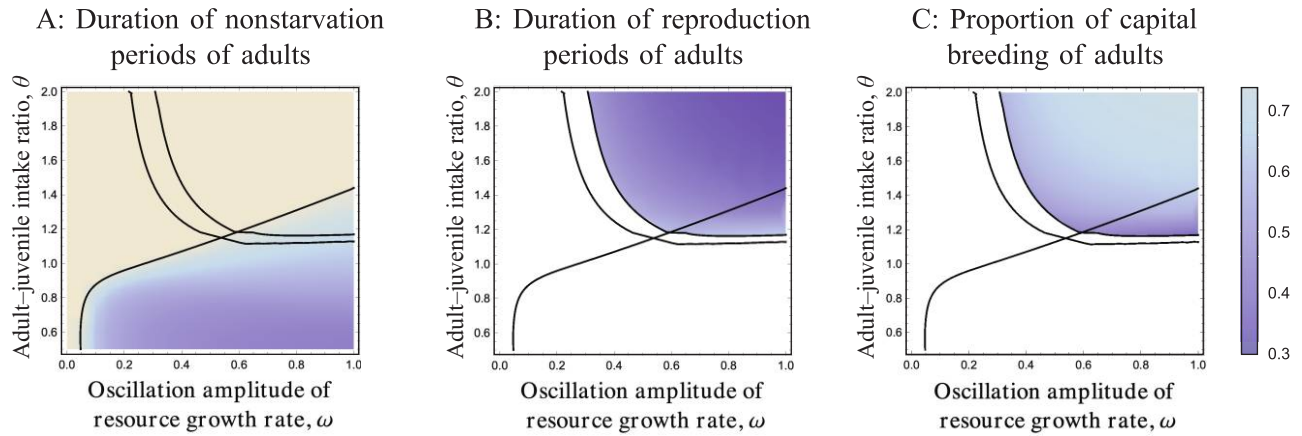 A: Duration of nonstarvation
periods of adults
B: Duration of reproduction
periods of adults
C: Proportion of capital
breeding of adults
Adult–juvenile intake ratio, θ
2.0
1.8
1.6
1.4
1.2
1.0
0.8
0.6
0.0 0.2 0.4 0.6 0.8 1.0
Oscillation amplitude of
resource growth rate, ω
Adult–juvenile intake ratio, θ
2.0
1.8
1.6
1.4
1.2
1.0
0.8
0.6
0.0 0.2 0.4 0.6 0.8 1.0
Oscillation amplitude of
resource growth rate, ω
Adult–juvenile intake ratio, θ
2.0
1.8
1.6
1.4
1.2
1.0
0.8
0.6
0.0 0.2 0.4 0.6 0.8 1.0
Oscillation amplitude of
resource growth rate, ω
0.7
0.6
0.5
0.4
0.3